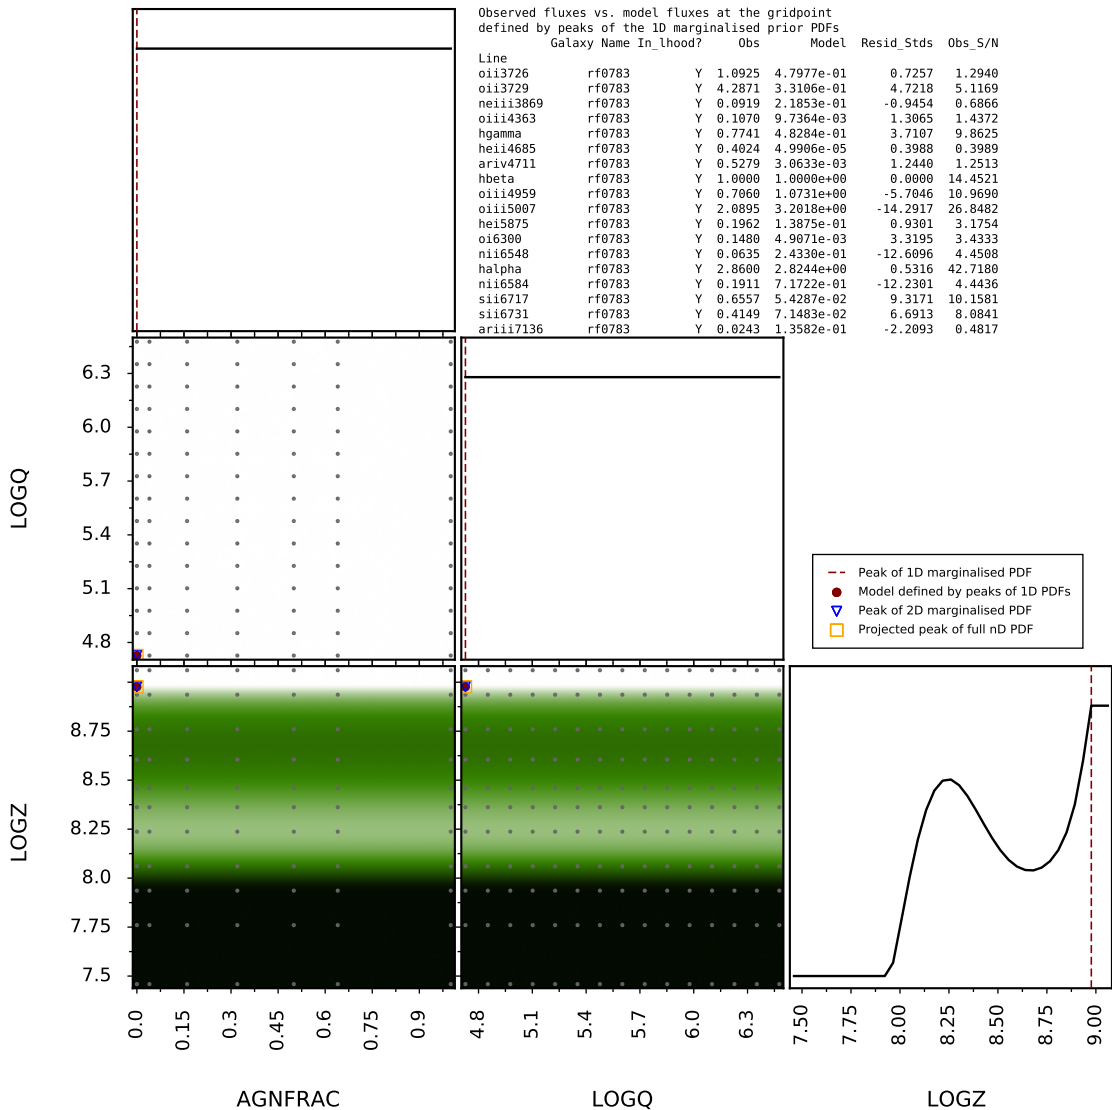 Observed fluxes vs. model fluxes at the gridpoint
defined by peaks of the 1D marginalised prior PDFs
Galaxy Name In_lhood? Obs Model Resid_Stds Obs_S/N
Line
oii3726 rf0783 Y 1.0925 4.7977e-01 0.7257 1.2940
oii3729 rf0783 Y 4.2871 3.3106e-01 4.7218 5.1169
neiii3869 rf0783 Y 0.0919 2.1853e-01 -0.9454 0.6866
oiii4363 rf0783 Y 0.1070 9.7364e-03 1.3065 1.4372
hgamma rf0783 Y 0.7741 4.8284e-01 3.7107 9.8625
heii4685 rf0783 Y 0.4024 4.9906e-05 0.3988 0.3989
ariv4711 rf0783 Y 0.5279 3.0633e-03 1.2440 1.2513
hbeta rf0783 Y 1.0000 1.0000e+00 0.0000 14.4521
oiii4959 rf0783 Y 0.7060 1.0731e+00 -5.7046 10.9690
oiii5007 rf0783 Y 2.0895 3.2018e+00 -14.2917 26.8482
hei5875 rf0783 Y 0.1962 1.3875e-01 0.9301 3.1754
oi6300 rf0783 Y 0.1480 4.9071e-03 3.3195 3.4333
nii6548 rf0783 Y 0.0635 2.4330e-01 -12.6096 4.4508
halpha rf0783 Y 2.8600 2.8244e+00 0.5316 42.7180
nii6584 rf0783 Y 0.1911 7.1722e-01 -12.2301 4.4436
sii6717 rf0783 Y 0.6557 5.4287e-02 9.3171 10.1581
sii6731 rf0783 Y 0.4149 7.1483e-02 6.6913 8.0841
ariii7136 rf0783 Y 0.0243 1.3582e-01 -2.2093 0.4817
6.3
6.0
5.7
5.4
5.1
4.8
LOGQ
Peak of 1D marginalised PDF
Model defined by peaks of 1D PDFs
Peak of 2D marginalised PDF
Projected peak of full nD PDF
8.75
8.5
8.25
8.0
7.75
7.5
LOGZ
0.0 0.15 0.3 0.45 0.6 0.75 0.9
4.8 5.1 5.4 5.7 6.0 6.3
7.50 7.75 8.00 8.25 8.50 8.75 9.00
AGNFRAC LOGQ LOGZ